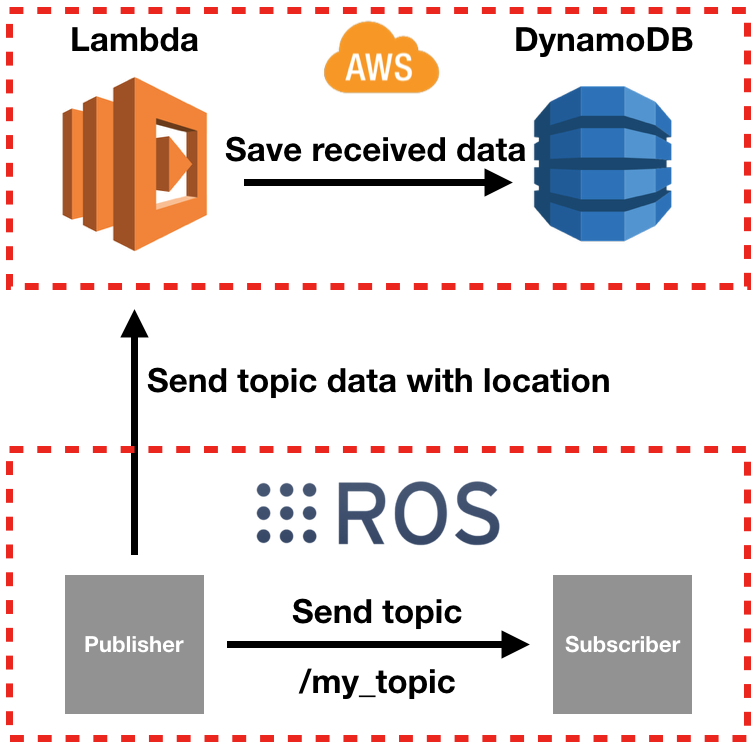 Lambda
AWS
DynamoDB
Save received data
Send topic data with location
ROS
Send topic
Publisher
Subscriber
/my_topic